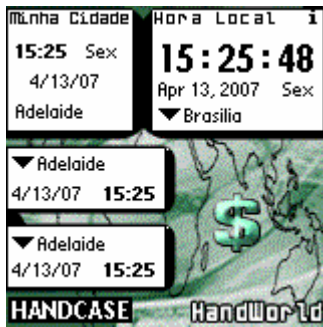 Minha Cidade
15:25 Sex
4/13/07
Adelaide
Hora Local i
15:25:48
Apr 13, 2007 Sex
Brasilia
Adelaide
4/13/07 15:25
Adelaide
4/13/07 15:25
$
HANDCASE
HandWorld